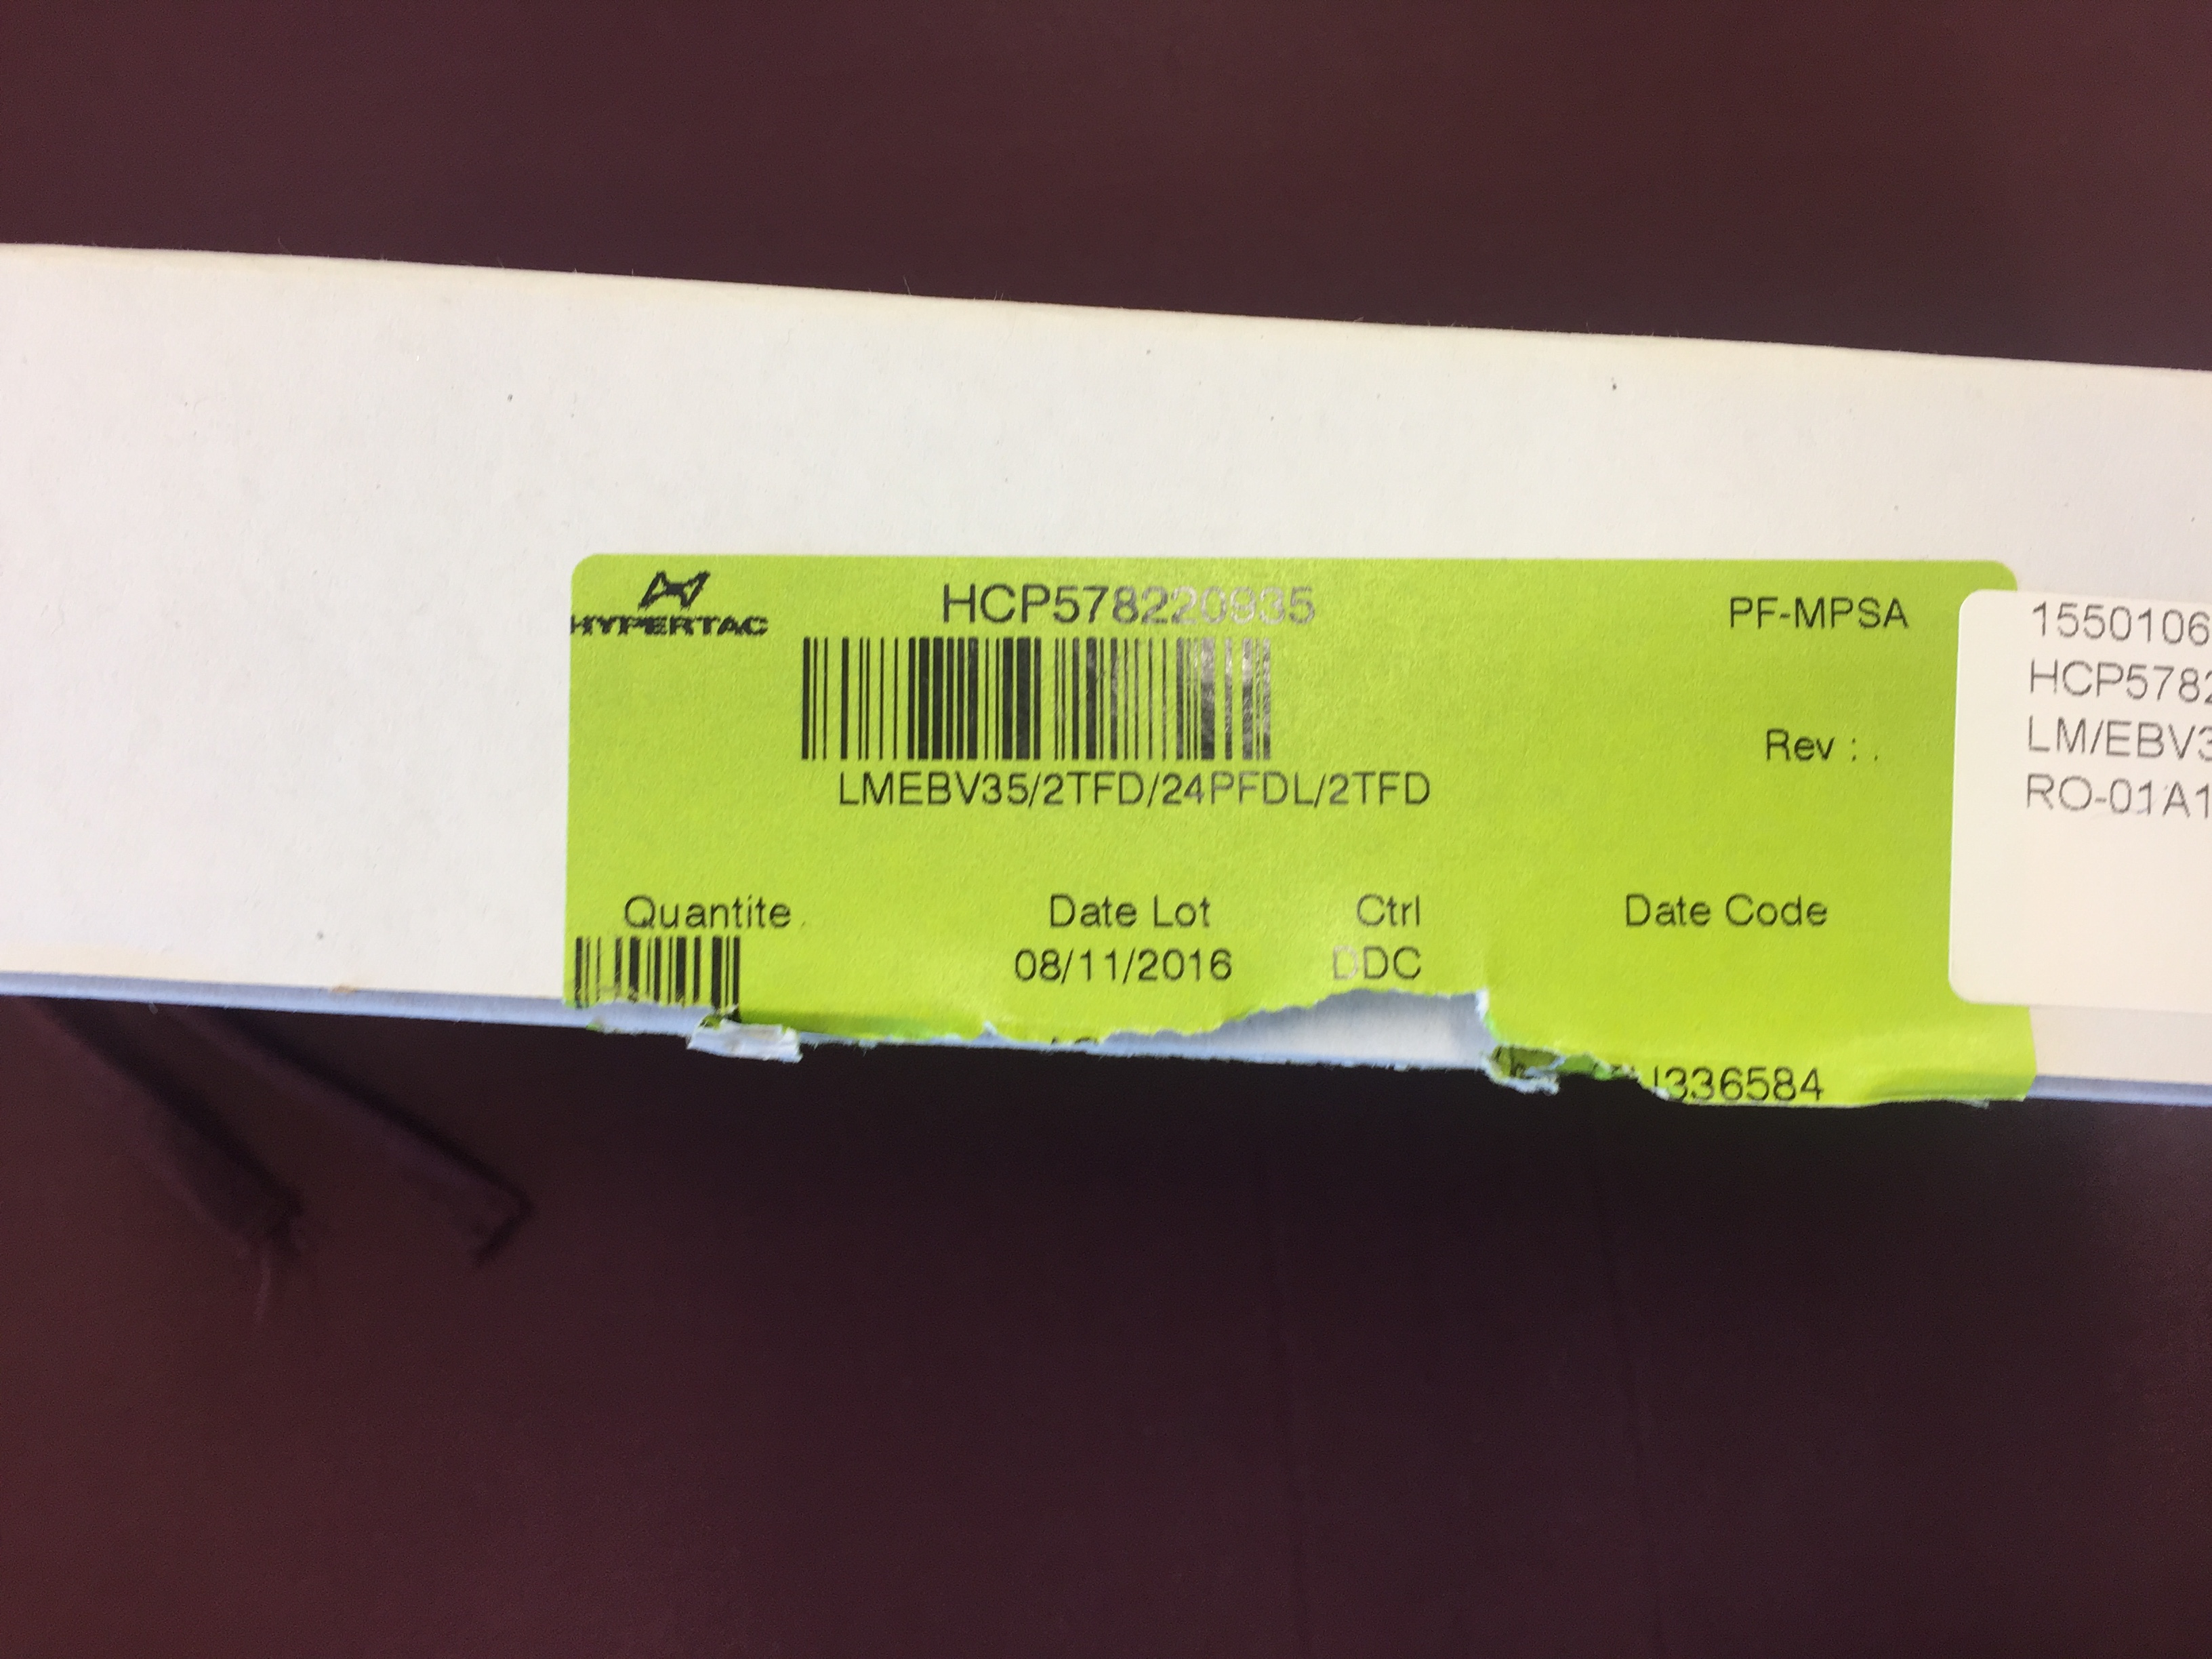 HYPERTAC
HCP578220935
PF-MPSA
Rev : .
LMEBV35/2TFD/24PFDL/2TFD
Quantite
Date Lot
Ctrl
Date Code
08/11/2016
DDC
336584
1550106
HCP578
LM/EBV3
RO-01A1